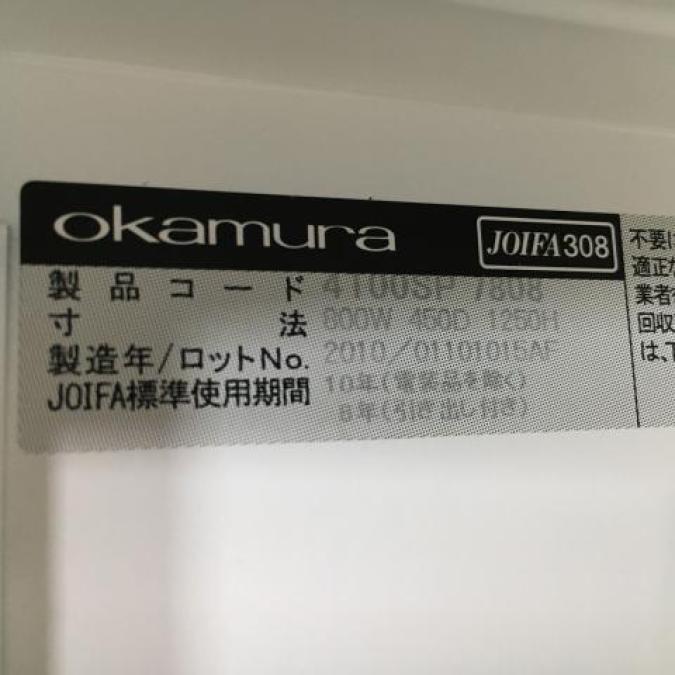 okamura JOIFA308
製品コード 4100SP 7808
寸法 800W 450D 1250H
製造年/ロットNo. 2010 /01101015AF
JOIFA標準使用期間 10年(電装品を除く)
8年(引き出し付き)
不要に
適正な
業者
回収
は、